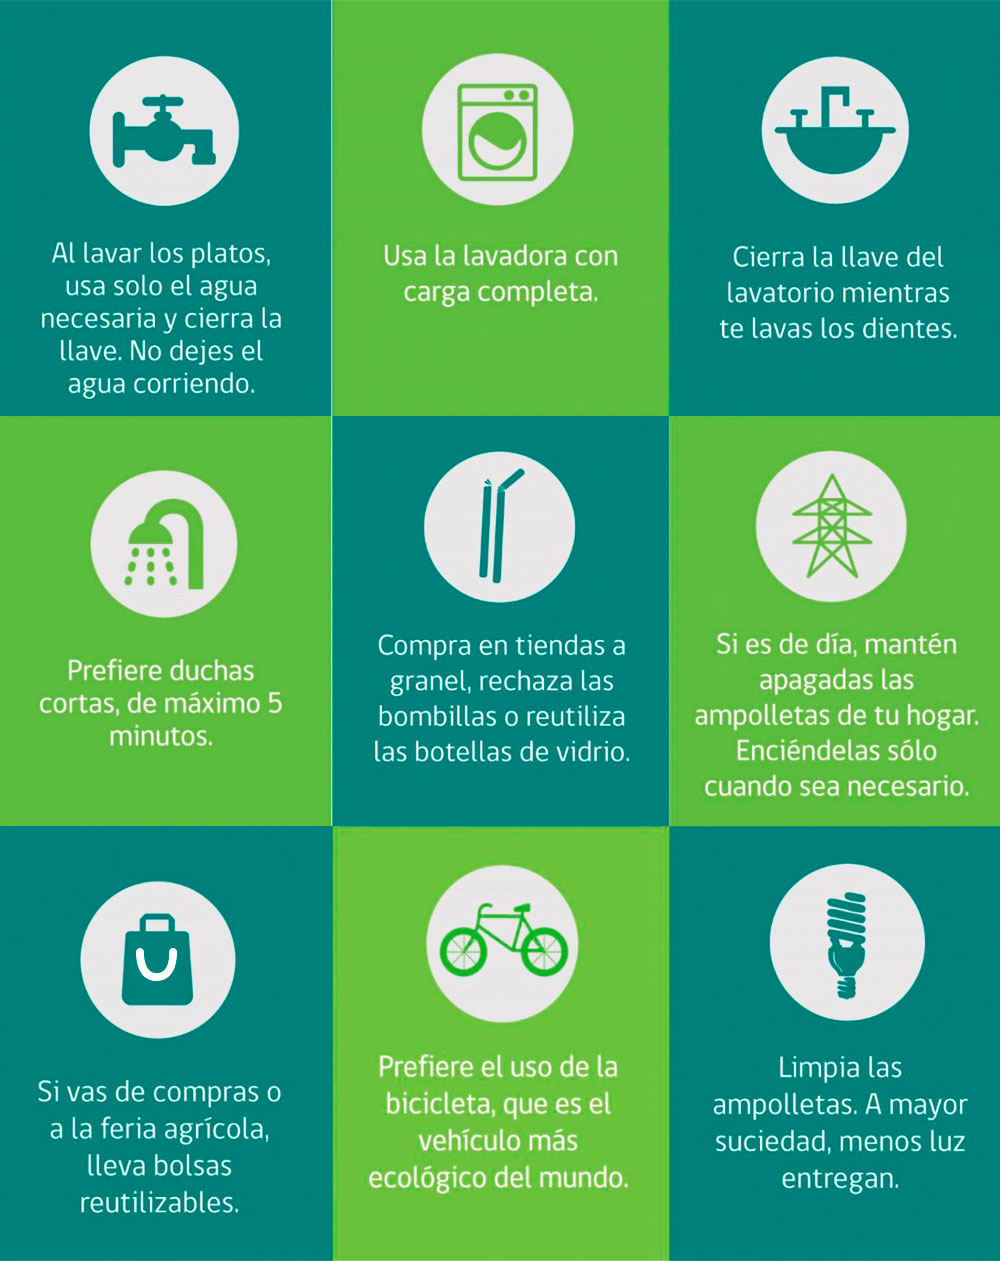 Al lavar los platos,
usa solo el agua
necesaria y cierra la
llave. No dejes el
agua corriendo.
Usa la lavadora con
carga completa.
Cierra la llave del
lavatorio mientras
te lavas los dientes.
Prefiere duchas
cortas, de máximo 5
minutos.
Compra en tiendas a
granel, rechaza las
bombillas o reutiliza
las botellas de vidrio.
Si es de día, mantén
apagadas las
ampolletas de tu hogar.
Enciéndelas sólo
cuando sea necesario.
Si vas de compras o
a la feria agrícola,
lleva bolsas
reutilizables.
Prefiere el uso de la
bicicleta, que es el
vehículo más
ecológico del mundo.
Limpia las
ampolletas. A mayor
suciedad, menos luz
entregan.